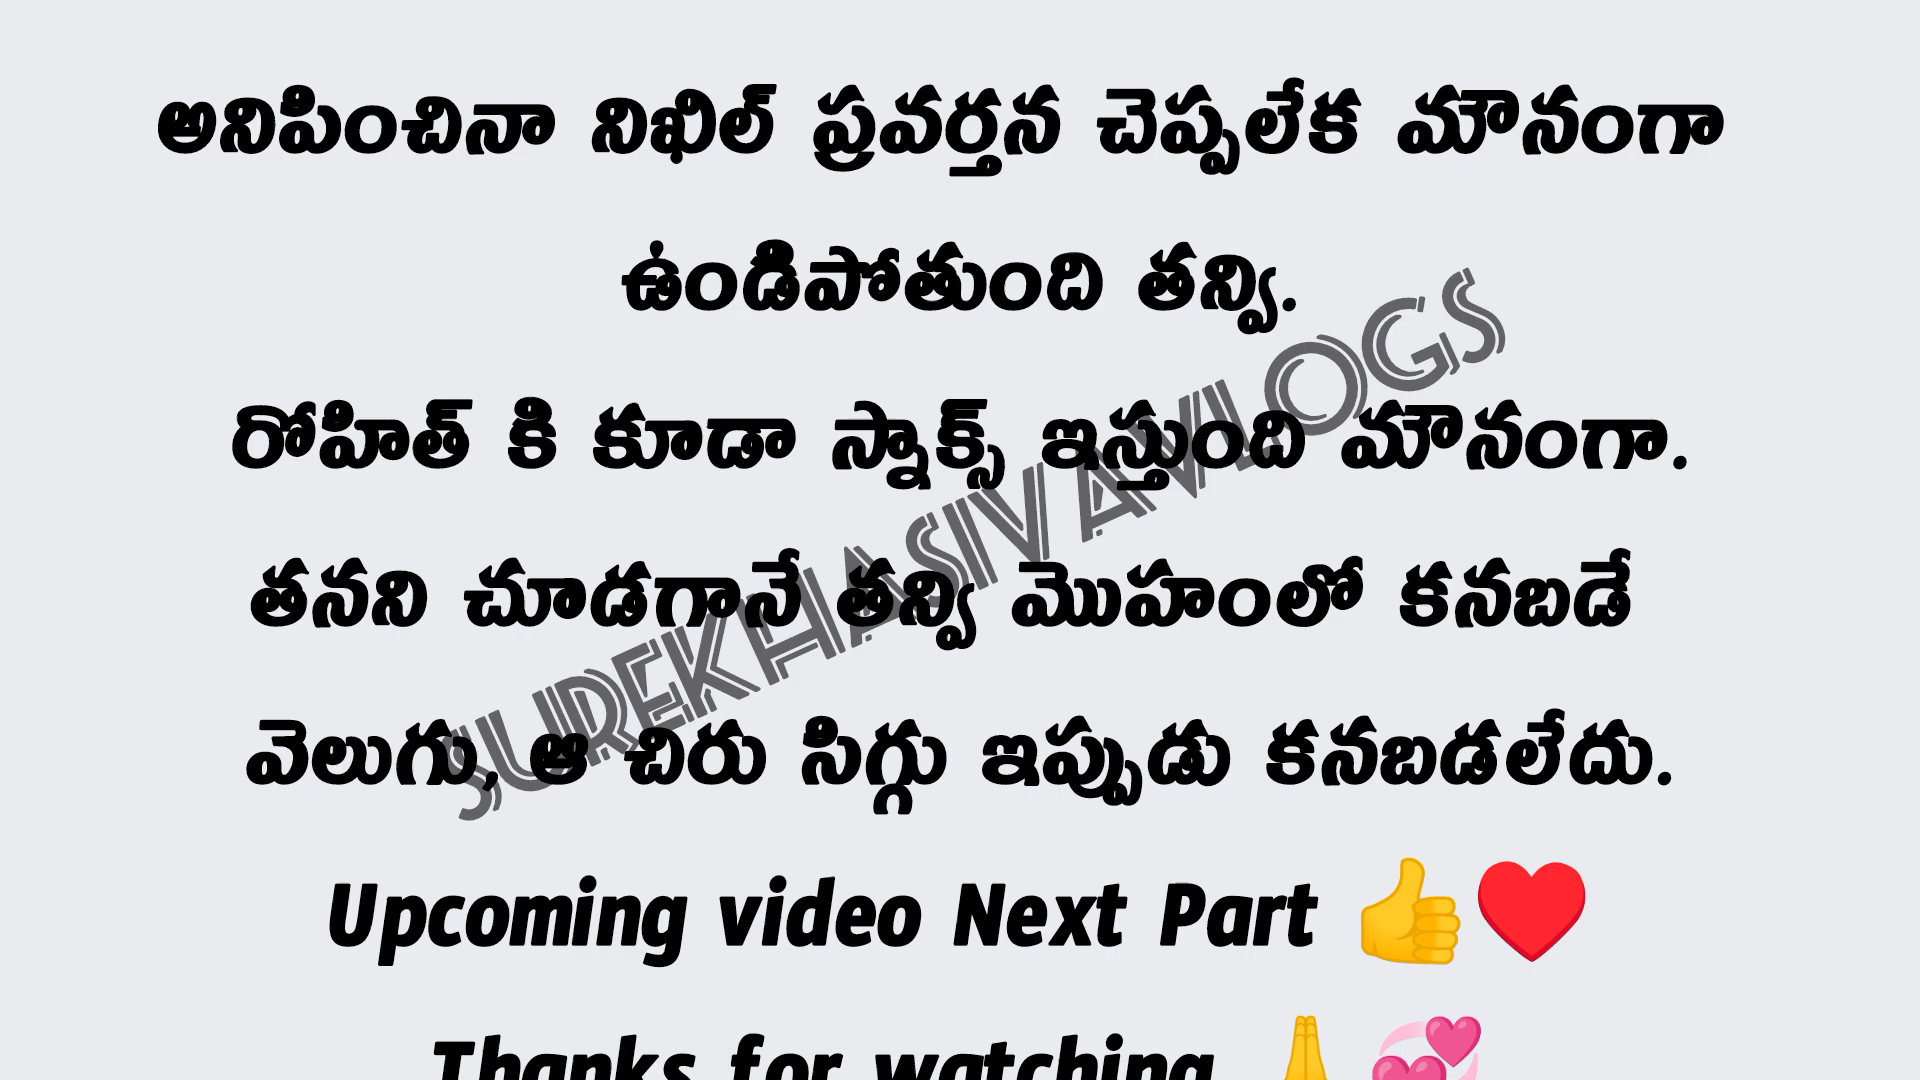 అనిపించినా నిఖిల్ ప్రవర్తన చెప్పలేక మౌనంగా
ఉండిపోతుంది తన్వి.
రోహిత్ కి కూడా స్నాక్స్ ఇస్తుంది మౌనంగా.
తనని చూడగానే తన్వి మొహంలో కనబడే
వెలుగు, ఆ చిరు సిగ్గు ఇప్పుడు కనబడలేదు.
Upcoming video Next Part 👍♥️
Thanks for watching 🙏💞
SUREKHASIVAVLOGS